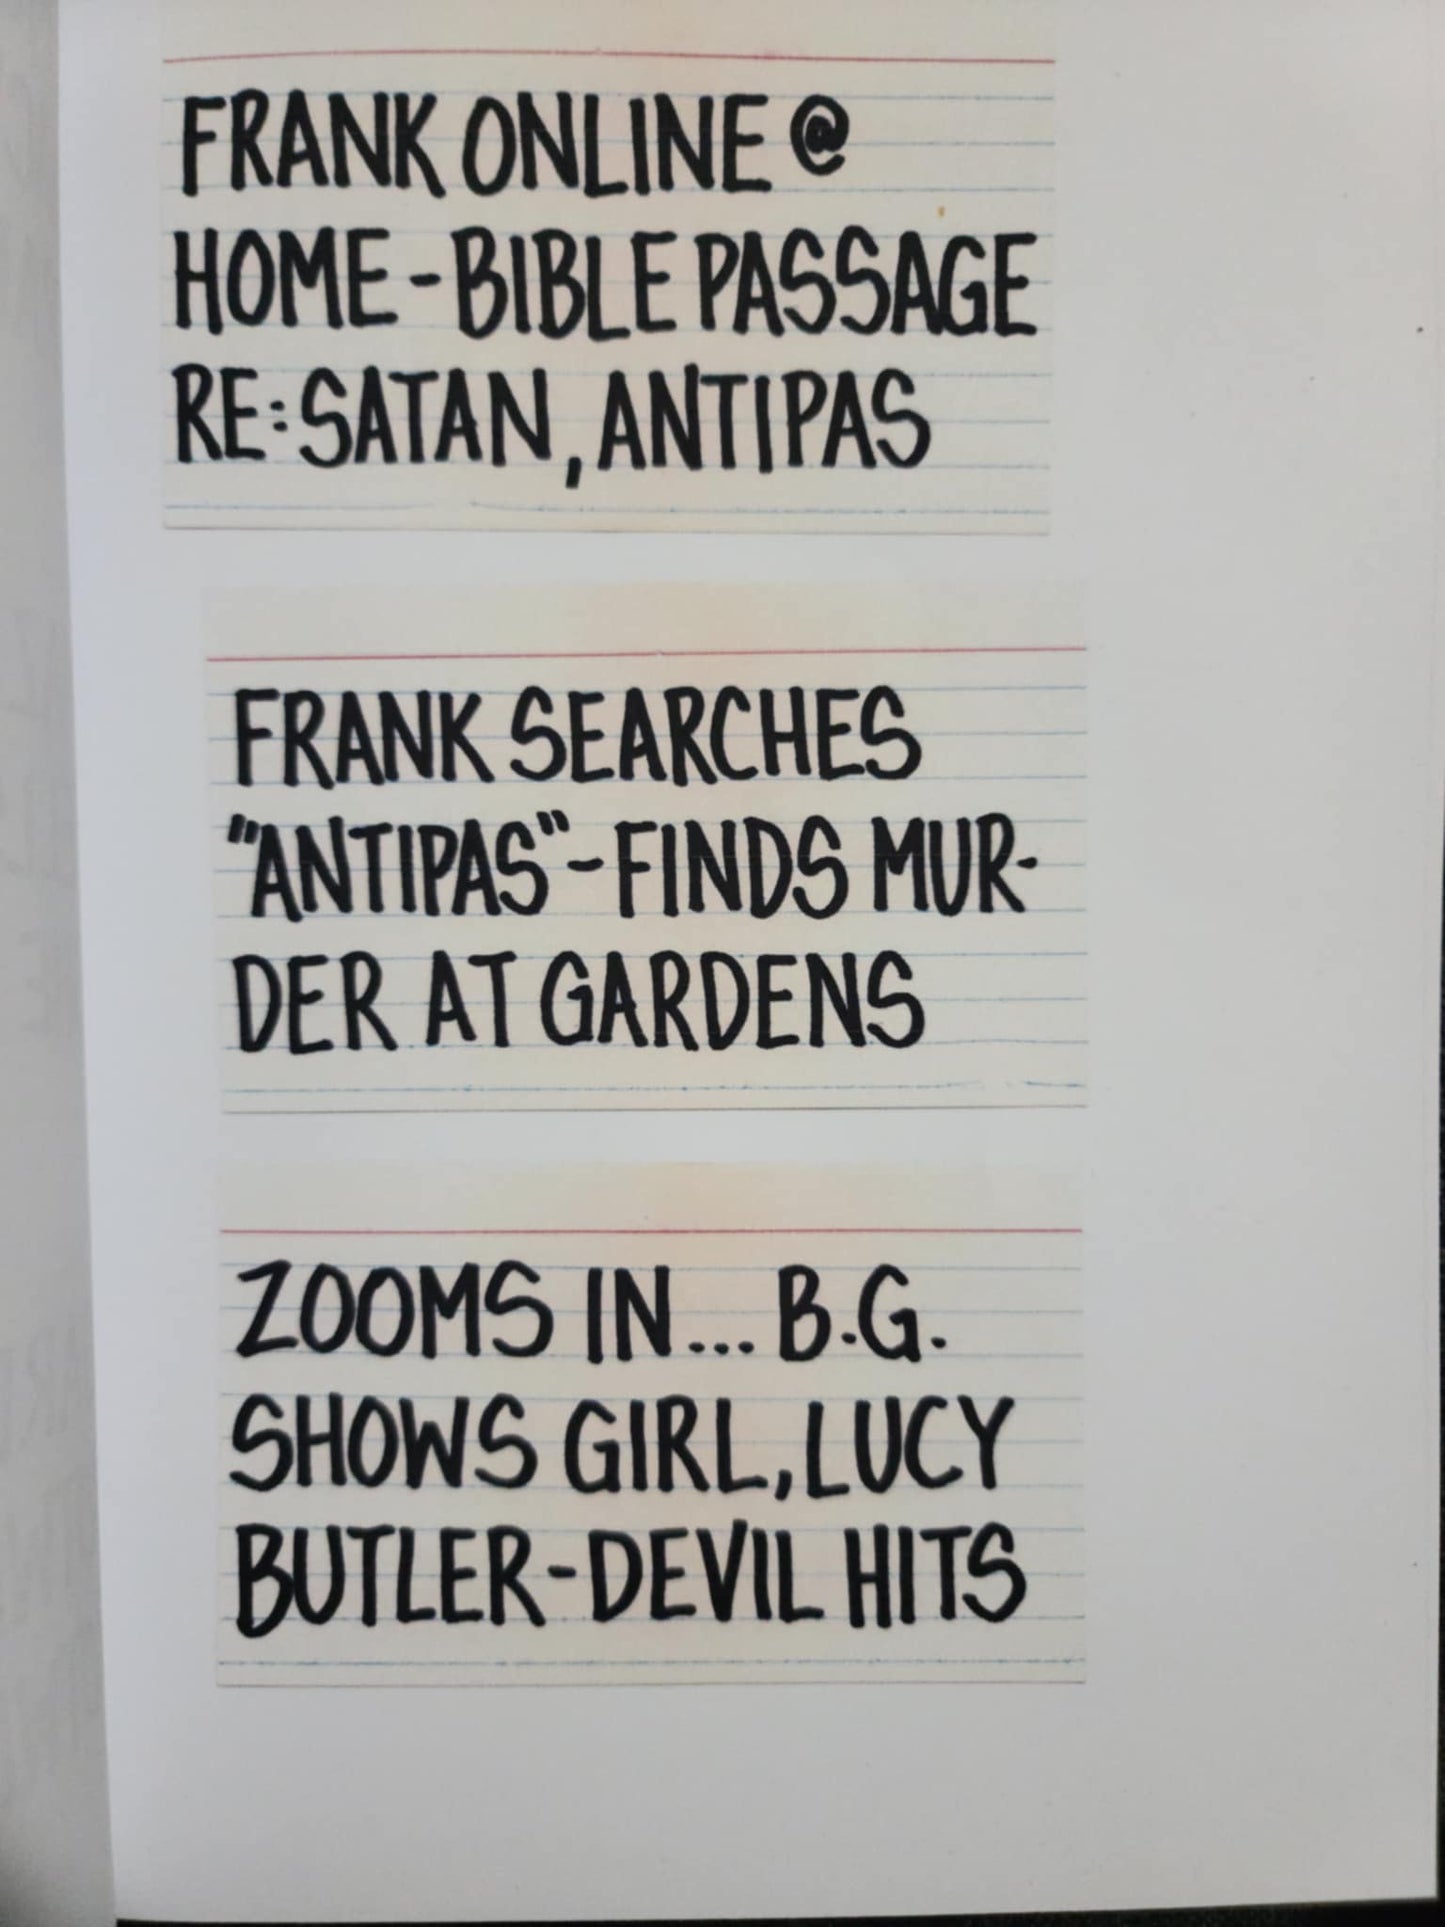 FRANK ONLINE @
HOME - BIBLE PASSAGE
RE: SATAN, ANTIPAS
FRANK SEARCHES
"ANTIPAS" - FINDS MUR-
DER AT GARDENS
ZOOMS IN... B.G.
SHOWS GIRL, LUCY
BUTLER - DEVIL HITS